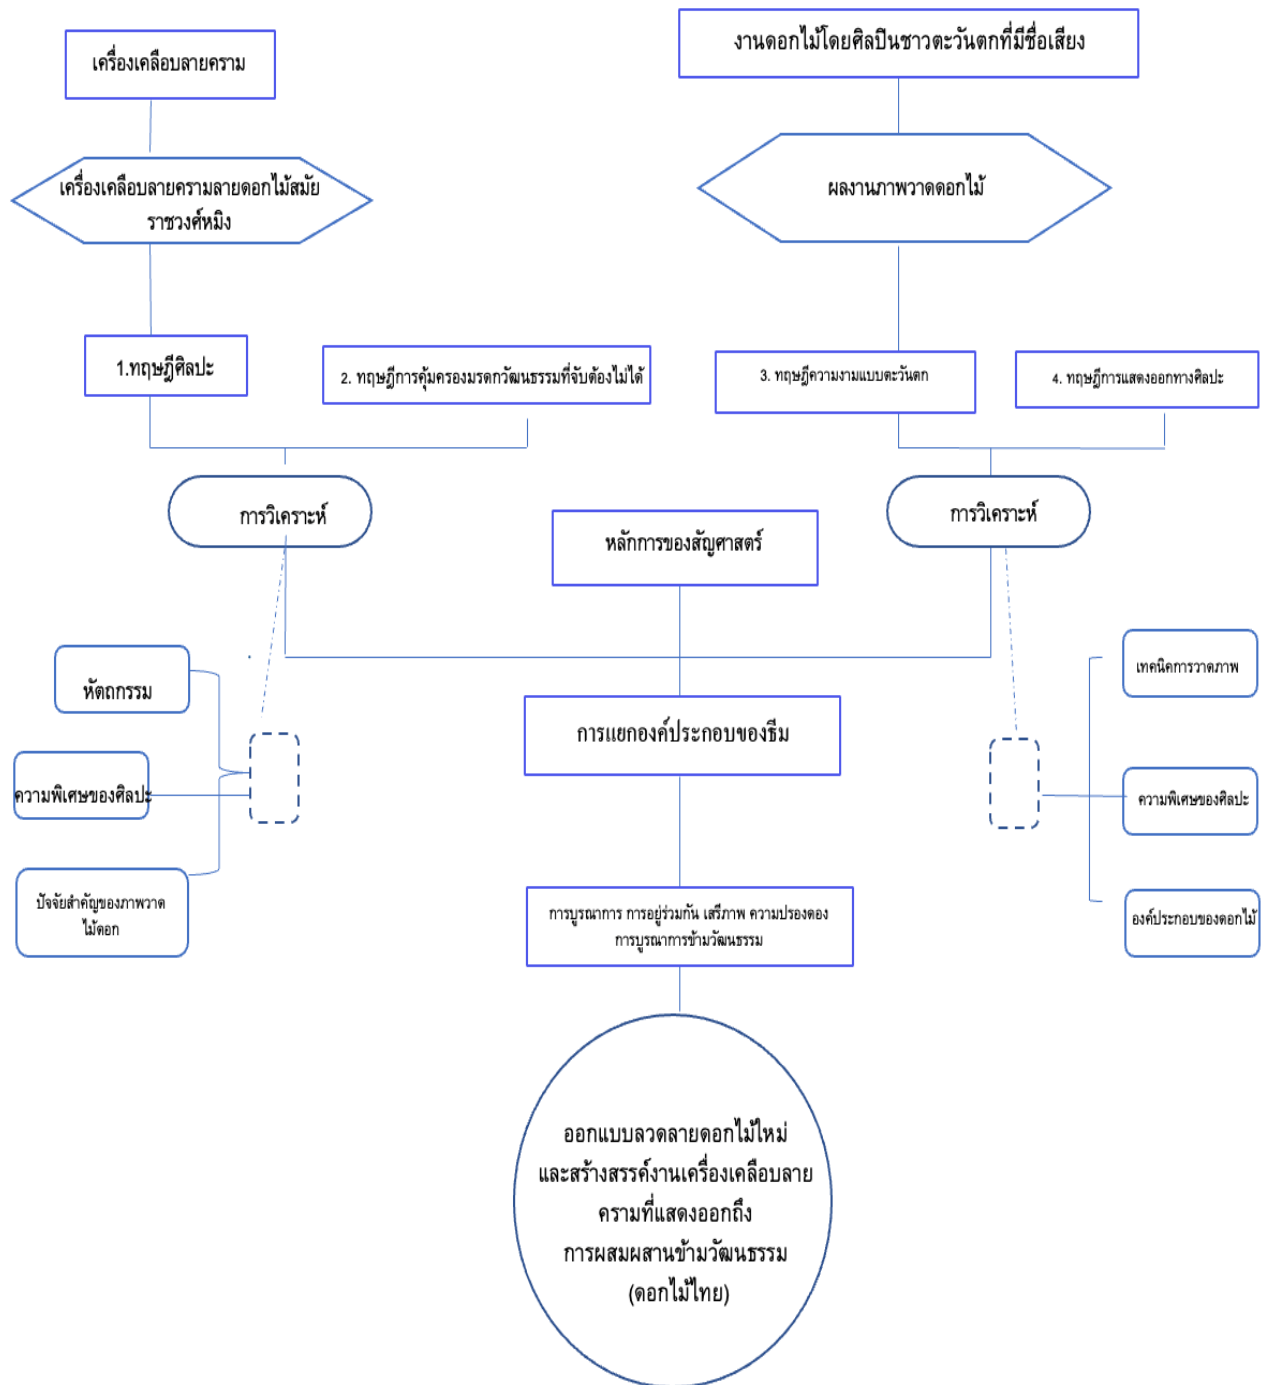 เครื่องเคลือบลายคราม
งานดอกไม้โดยศิลปินชาวตะวันตกที่มีชื่อเสียง
เครื่องเคลือบลายครามลายดอกไม้สมัย
ราชวงศ์หมิง
ผลงานภาพวาดดอกไม้
1.ทฤษฎีศิลปะ
2. ทฤษฎีการคุ้มครองมรดกวัฒนธรรมที่จับต้องไม่ได้
3. ทฤษฎีความงามแบบตะวันตก
4. ทฤษฎีการแสดงออกทางศิลปะ
การวิเคราะห์
การวิเคราะห์
หลักการของสัญศาสตร์
หัตถกรรม
ความพิเศษของศิลปะ
ปัจจัยสำคัญของภาพวาด
ไม้ดอก
การแยกองค์ประกอบของธีม
เทคนิคการวาดภาพ
ความพิเศษของศิลปะ
องค์ประกอบของดอกไม้
การบูรณาการ การอยู่ร่วมกัน เสรีภาพ ความปรองดอง
การบูรณาการข้ามวัฒนธรรม
ออกแบบลวดลายดอกไม้ใหม่
และสร้างสรรค์งานเครื่องเคลือบลาย
ครามที่แสดงออกถึง
การผสมผสานข้ามวัฒนธรรม
(ดอกไม้ไทย)